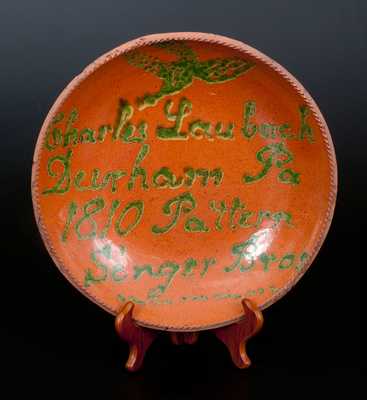 Charles Laubach
Durham Pa
1810 Pattern
Senger Bros